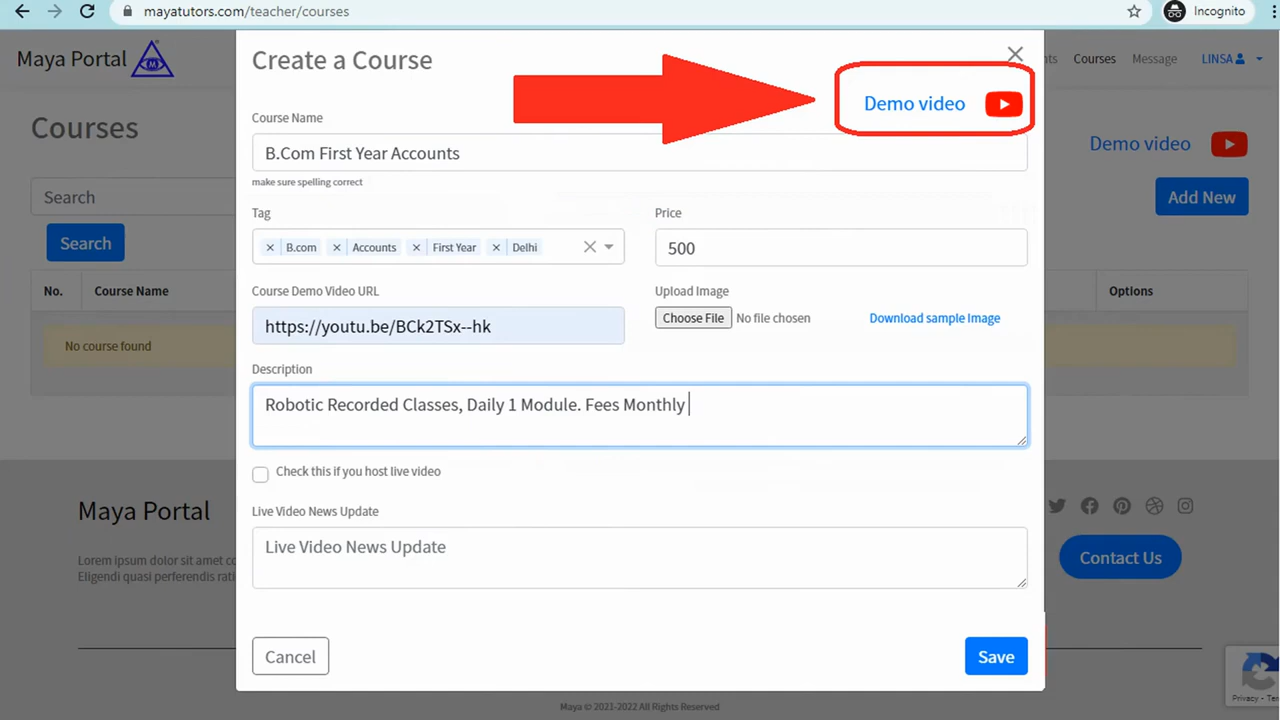 mayatutors.com/teacher/courses
Incognito
Maya Portal
Courses
Message
LINSA
Courses
Demo video
Search
Add New
Search
No.
Course Name
Options
No course found
Create a Course
Demo video
Course Name
B.Com First Year Accounts
make sure spelling correct
Tag
Price
B.com
Accounts
First Year
Delhi
500
Course Demo Video URL
Upload Image
https://youtu.be/BCk2TSx--hk
Choose File No file chosen
Download sample Image
Description
Robotic Recorded Classes, Daily 1 Module. Fees Monthly
Check this if you host live video
Live Video News Update
Live Video News Update
Cancel
Save
Maya Portal
Lorem ipsum dolor sit amet
Eligendi quasi perferendis
Contact Us
Privacy
Maya © 2021-2022 All Rights Reserved